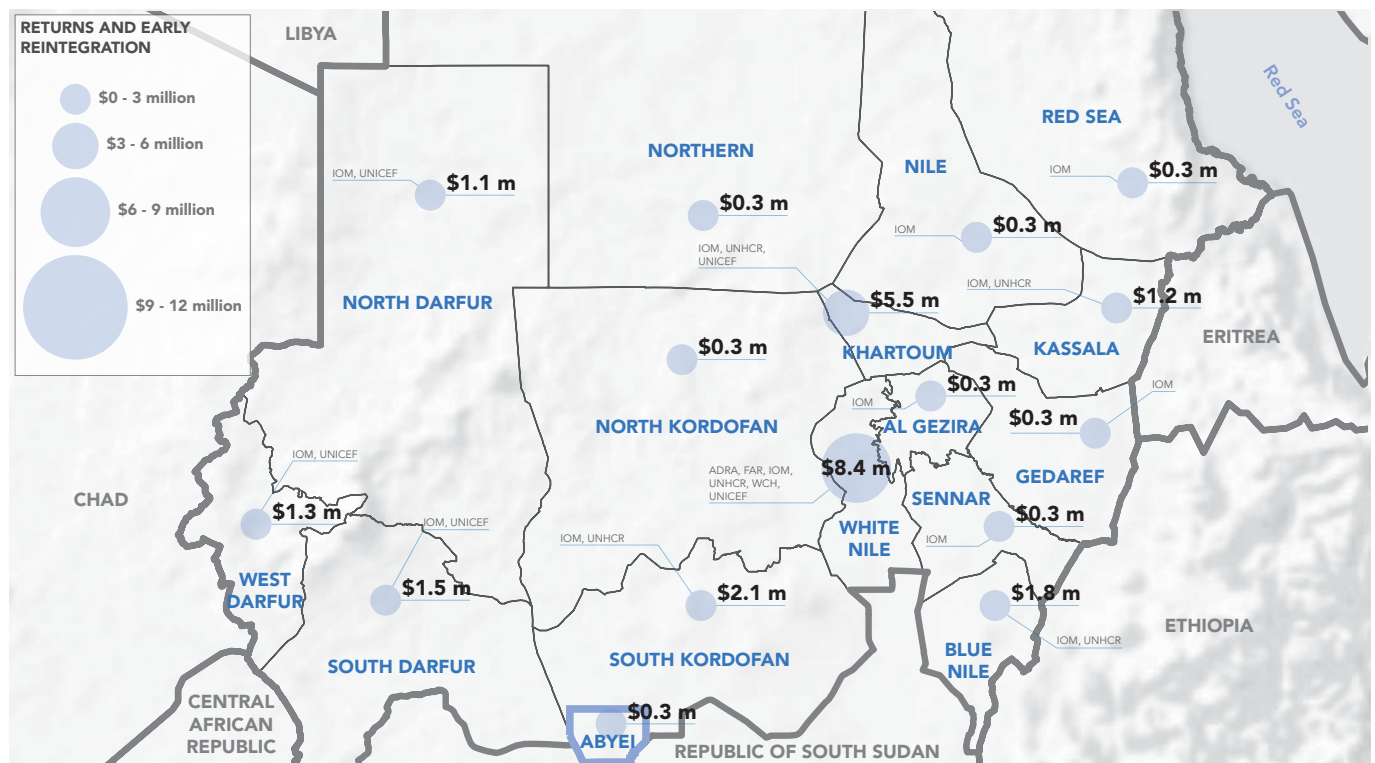 RETURNS AND EARLY
REINTEGRATION
$0 - 3 million
$3 - 6 million
$6 - 9 million
$9 - 12 million
LIBYA
Red Sea
RED SEA
IOM
$0.3 m
NORTHERN
$0.3 m
NILE
IOM
$0.3 m
IOM, UNICEF
$1.1 m
NORTH DARFUR
IOM, UNHCR,
UNICEF
$5.5 m
KHARTOUM
IOM, UNHCR
$1.2 m
KASSALA
ERITREA
$0.3 m
NORTH KORDOFAN
IOM
$0.3 m
AL GEZIRA
IOM
$0.3 m
GEDAREF
CHAD
IOM, UNICEF
$1.3 m
WEST
DARFUR
ADRA, FAR, IOM,
UNHCR, WCH,
UNICEF
$8.4 m
WHITE
NILE
SENNAR
IOM
$0.3 m
IOM, UNICEF
$1.5 m
SOUTH DARFUR
IOM, UNHCR
$2.1 m
SOUTH KORDOFAN
$1.8 m
IOM, UNHCR
BLUE
NILE
ETHIOPIA
CENTRAL
AFRICAN
REPUBLIC
$0.3 m
ABYEI
REPUBLIC OF SOUTH SUDAN